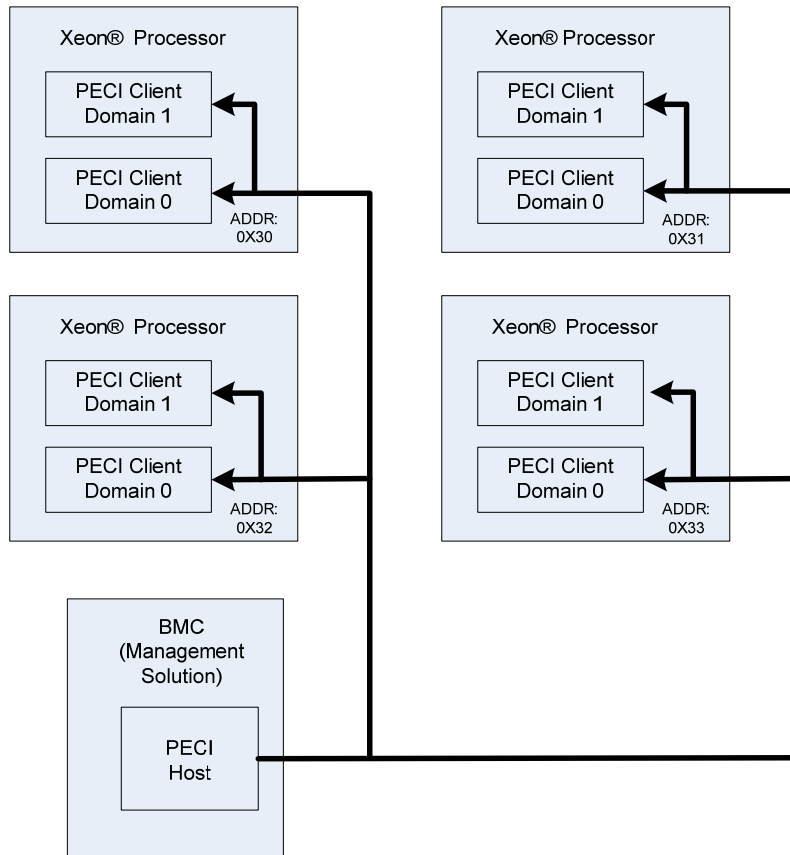 Xeon® Processor
PECI Client
Domain 1
PECI Client
Domain 0
ADDR:
0X30
Xeon® Processor
PECI Client
Domain 1
PECI Client
Domain 0
ADDR:
0X31
Xeon® Processor
PECI Client
Domain 1
PECI Client
Domain 0
ADDR:
0X32
Xeon® Processor
PECI Client
Domain 1
PECI Client
Domain 0
ADDR:
0X33
BMC
(Management
Solution)
PECI
Host